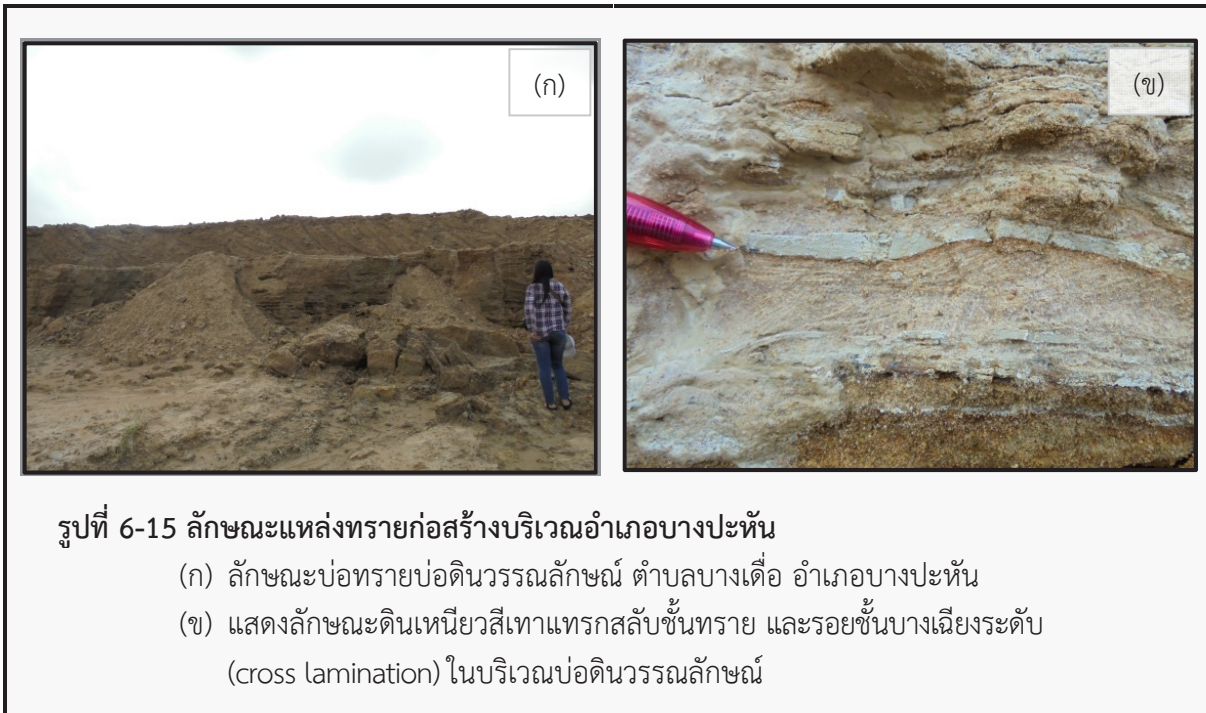 (ก)
(ข)
รูปที่ 6-15 ลักษณะแหล่งทรายก่อสร้างบริเวณอำเภอบางปะหัน
(ก) ลักษณะบ่อทรายบ่อดินวรรณลักษณ์ ตำบลบางเดื่อ อำเภอบางปะหัน
(ข) แสดงลักษณะดินเหนียวสีเทาแทรกสลับชั้นทราย และรอยชั้นบางเฉียงระดับ
(cross lamination) ในบริเวณบ่อดินวรรณลักษณ์